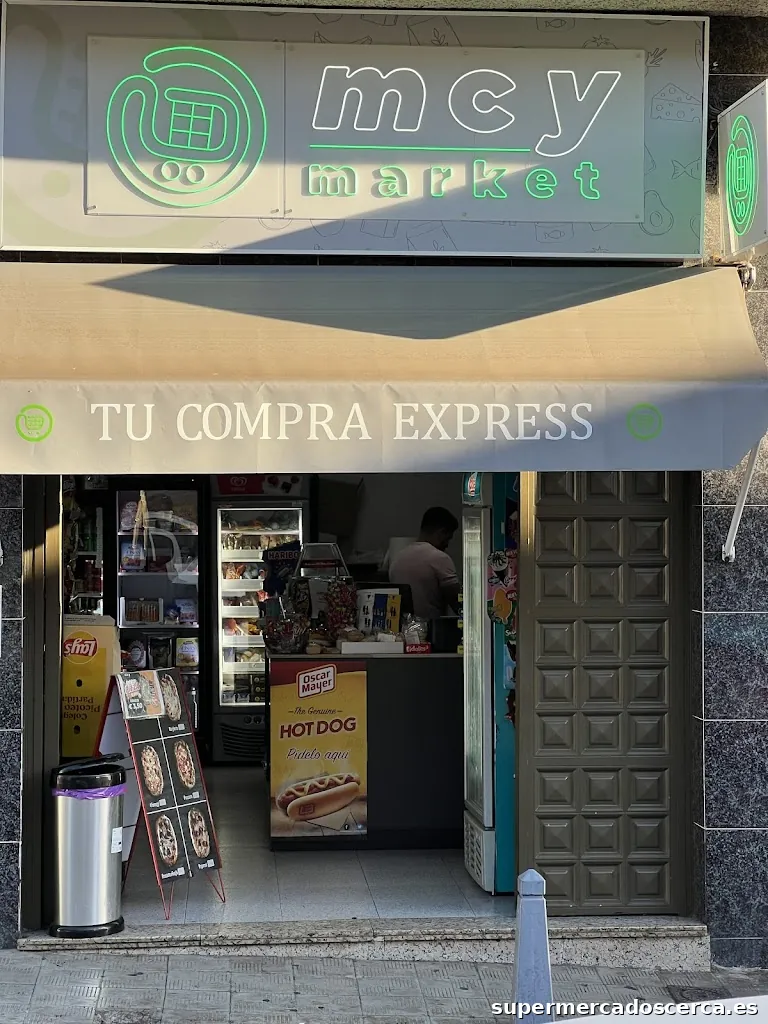 mcy
market
TU COMPRA EXPRESS
HARIBO
Lay's
Oscar
Mayer
The Genuine
HOT DOG
Pídelo aquí
supermercadoscerca.es